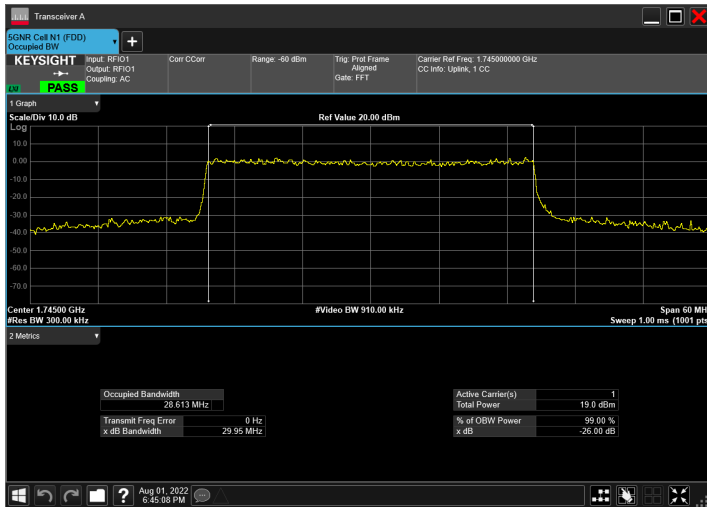 Transceiver A
5GNR Cell N1 (FDD)
Occupied BW
KEYSIGHT
LXI
PASS
Input: RFIO1
Output: RFIO1
Coupling: AC
Corr CCorr
Range: -60 dBm
Trig: Prot Frame
Aligned
Gate: FFT
Carrier Ref Freq: 1.745000000 GHz
CC Info: Uplink, 1 CC
1 Graph
Scale/Div 10.0 dB
Ref Value 20.00 dBm
Log
10.0
0.00
-10.0
-20.0
-30.0
-40.0
-50.0
-60.0
-70.0
Center 1.74500 GHz
#Video BW 910.00 kHz
Span 60 MH
#Res BW 300.00 kHz
Sweep 1.00 ms (1001 pts
2 Metrics
Occupied Bandwidth
28.613 MHz
Transmit Freq Error 0 Hz
x dB Bandwidth 29.95 MHz
Active Carrier(s) 1
Total Power 19.0 dBm
% of OBW Power 99.00 %
x dB -26.00 dB
Aug 01, 2022
6:45:08 PM